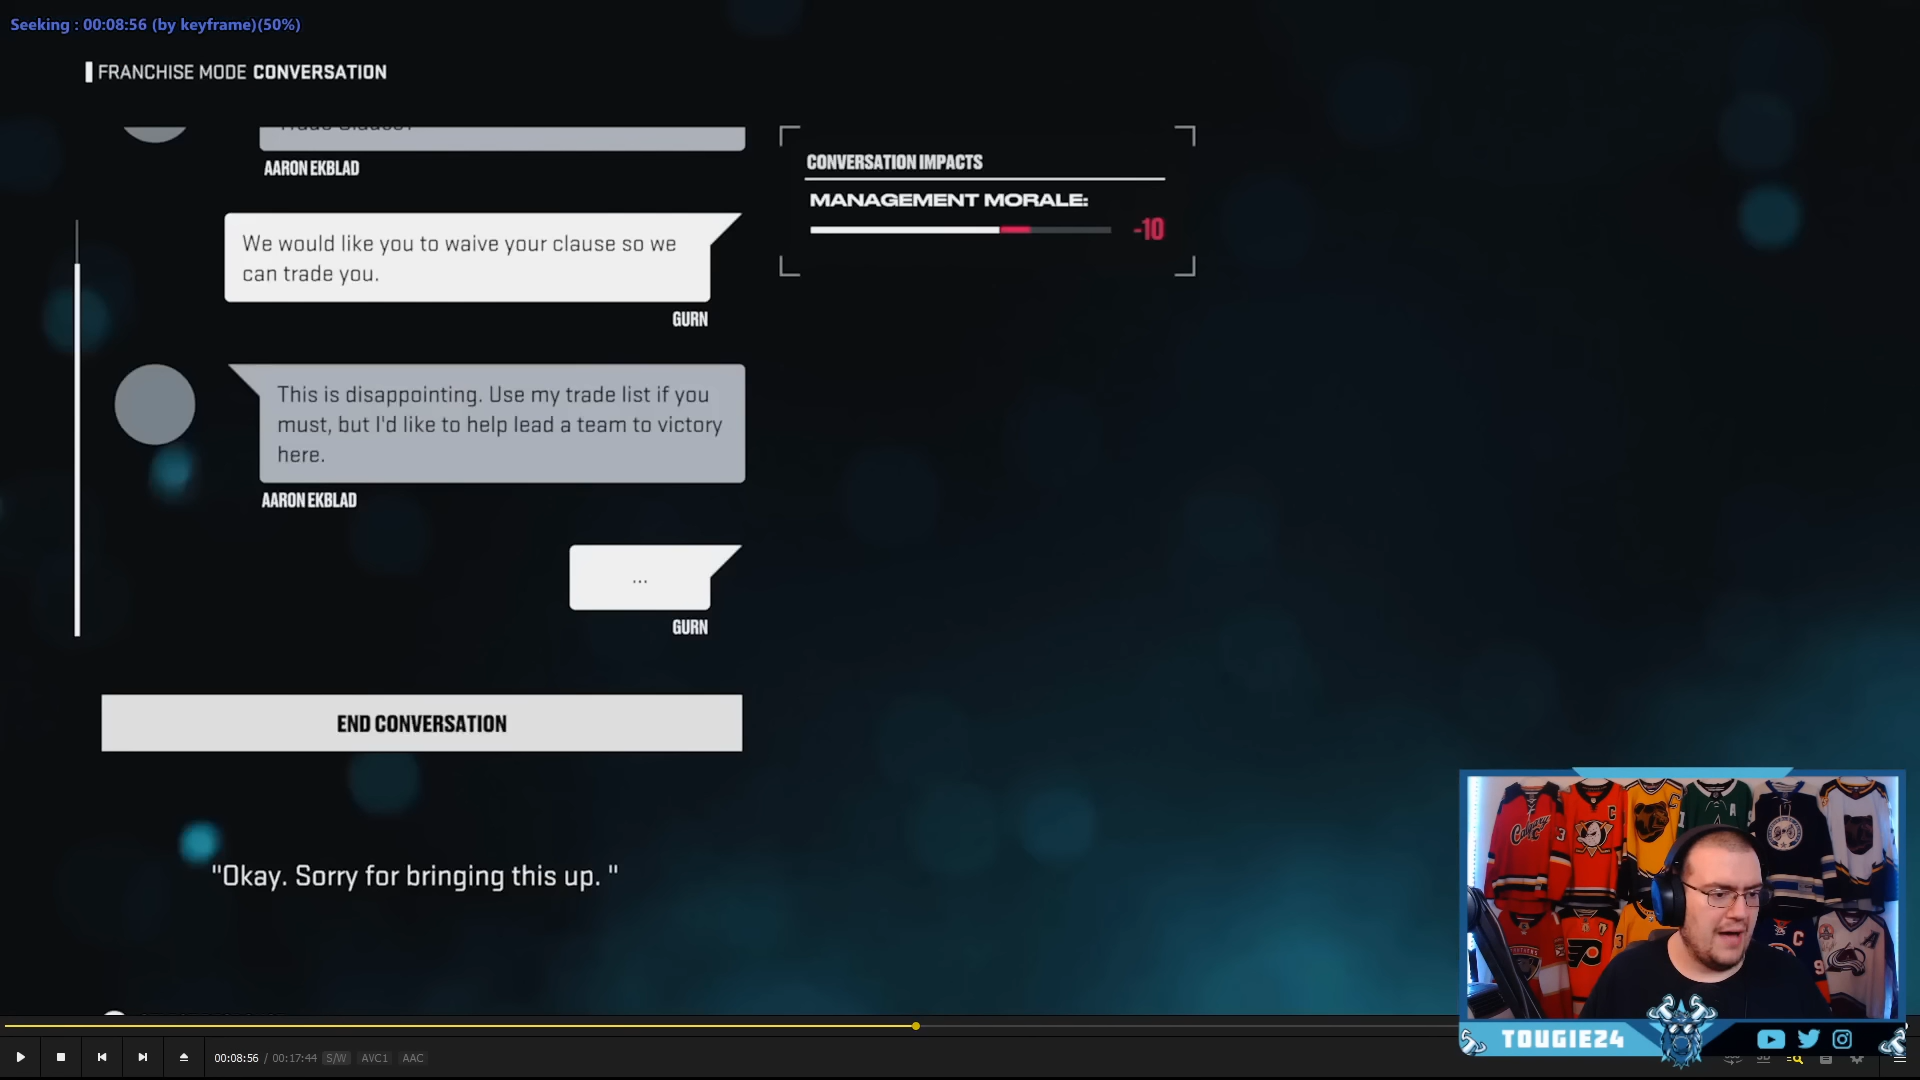 Seeking : 00:08:56 (by keyframe)(50%)
FRANCHISE MODE CONVERSATION
Trade Clause?
AARON EKBLAD
We would like you to waive your clause so we
can trade you.
GURN
This is disappointing. Use my trade list if you
must, but I'd like to help lead a team to victory
here.
AARON EKBLAD
...
GURN
END CONVERSATION
"Okay. Sorry for bringing this up. "
CONVERSATION IMPACTS
MANAGEMENT MORALE:
-10
Calgary
TOUGIE24
00:08:56 / 00:17:44 S/W AVC1 AAC